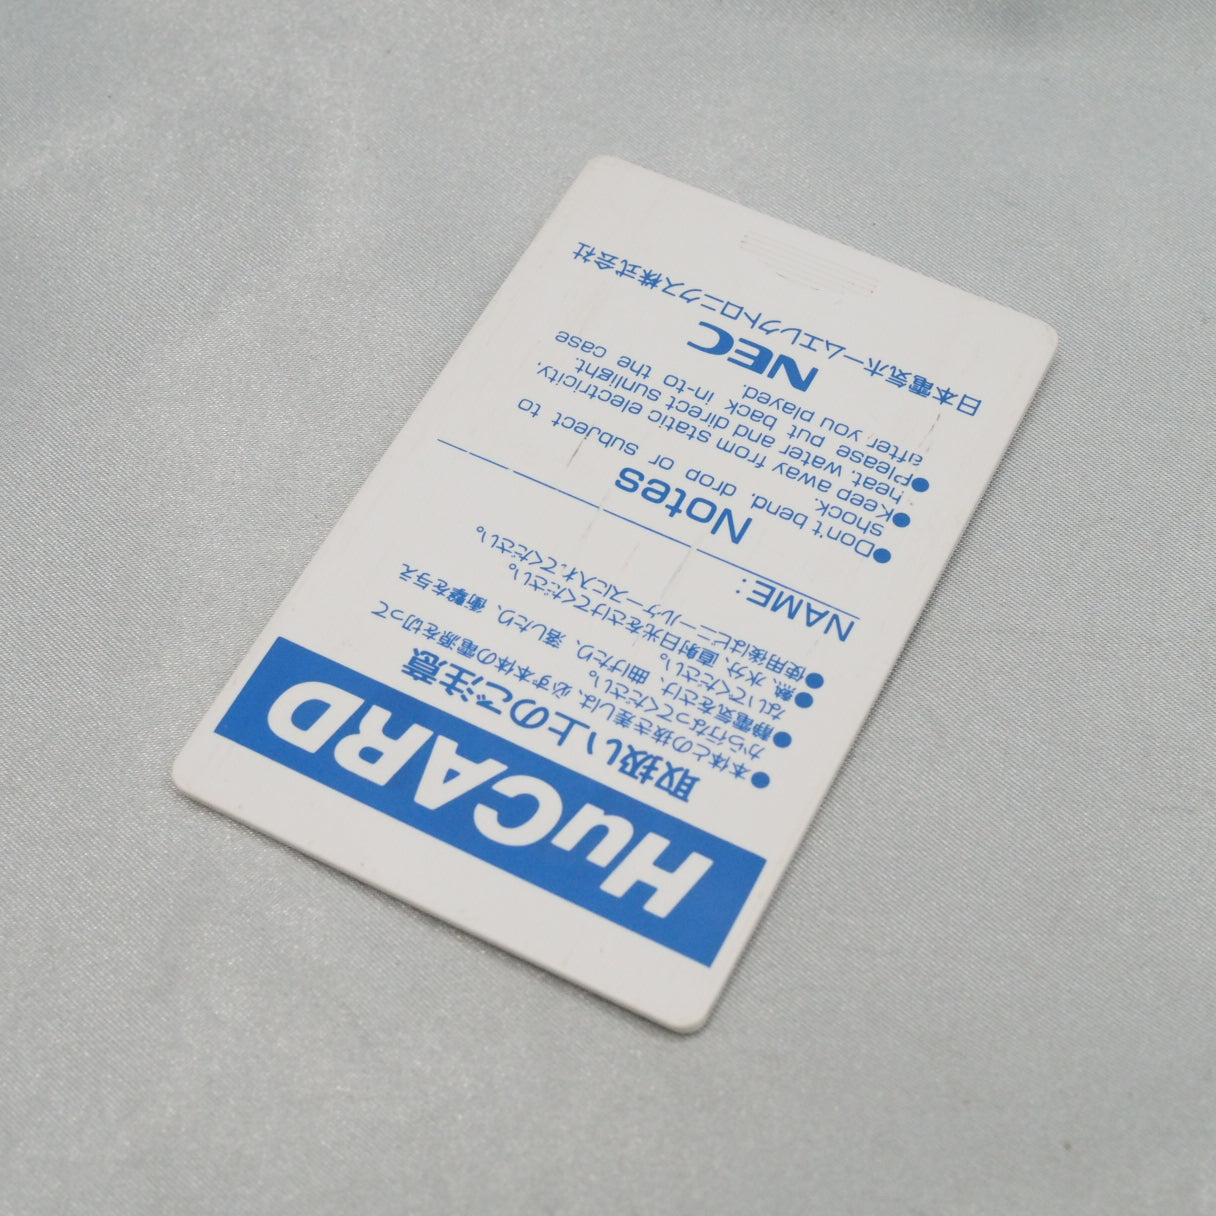 HuCARD
取扱い上のご注意
●本体との抜き差しは、必ず本体の電源を切って
から行なってください。
●静電気をさけ、曲げたり、落したり、衝撃を与え
ないでください。
●熱、水分、直射日光をさけてください。
●使用後はビニールケースに入れてください。
NAME:
Notes
●Don't bend, drop or subject to
shock.
●Keep away from static electricity,
heat, water and direct sunlight.
●Please put back in-to the case
after you played.
NEC
日本電気ホームエレクトロニクス株式会社